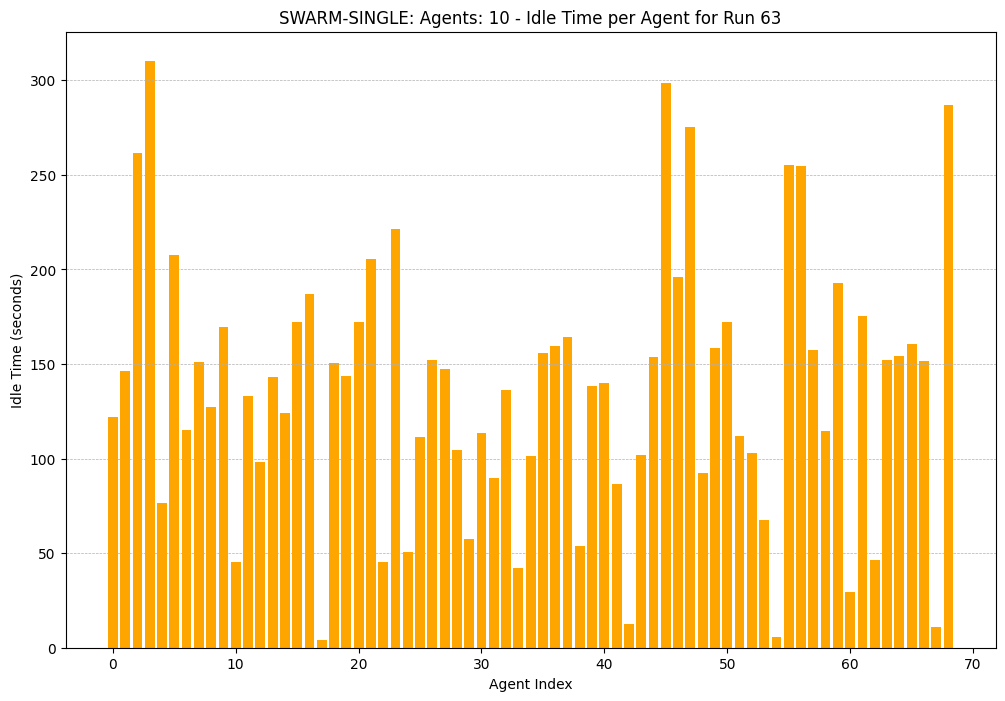 SWARM-SINGLE: Agents: 10 - Idle Time per Agent for Run 63
Idle Time (seconds)
300
250
200
150
100
50
0
0 10 20 30 40 50 60 70
Agent Index